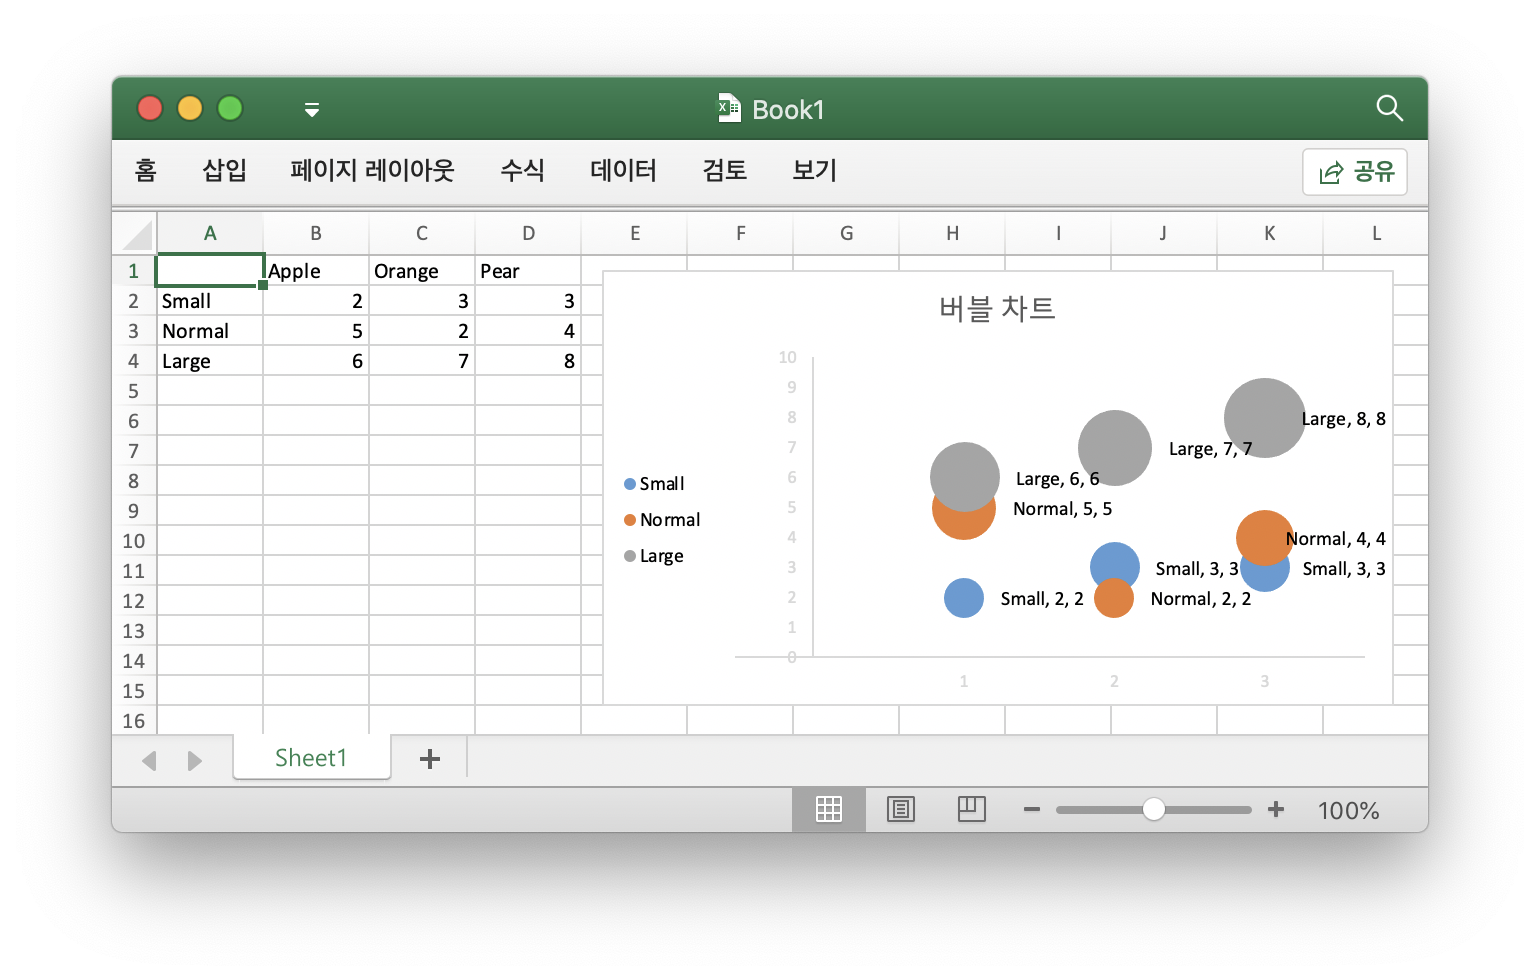 Book1
홈 삽입 페이지 레이아웃 수식 데이터 검토 보기 공유
A B C D E F G H I J K L
1 Apple Orange Pear
2 Small 2 3 3
3 Normal 5 2 4
4 Large 6 7 8
5
6
7
8
9
10
11
12
13
14
15
16
버블 차트
10
9
8
7
6
5
4
3
2
1
0
1 2 3
Small
Normal
Large
Large, 8, 8
Large, 7, 7
Large, 6, 6
Normal, 5, 5
Normal, 4, 4
Small, 3, 3
Small, 3, 3
Small, 2, 2
Normal, 2, 2
Sheet1
100%